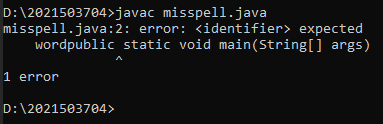 D:\2021503704>javac misspell.java
misspell.java:2: error: <identifier> expected
    wordpublic static void main(String[] args)
              ^
1 error

D:\2021503704>